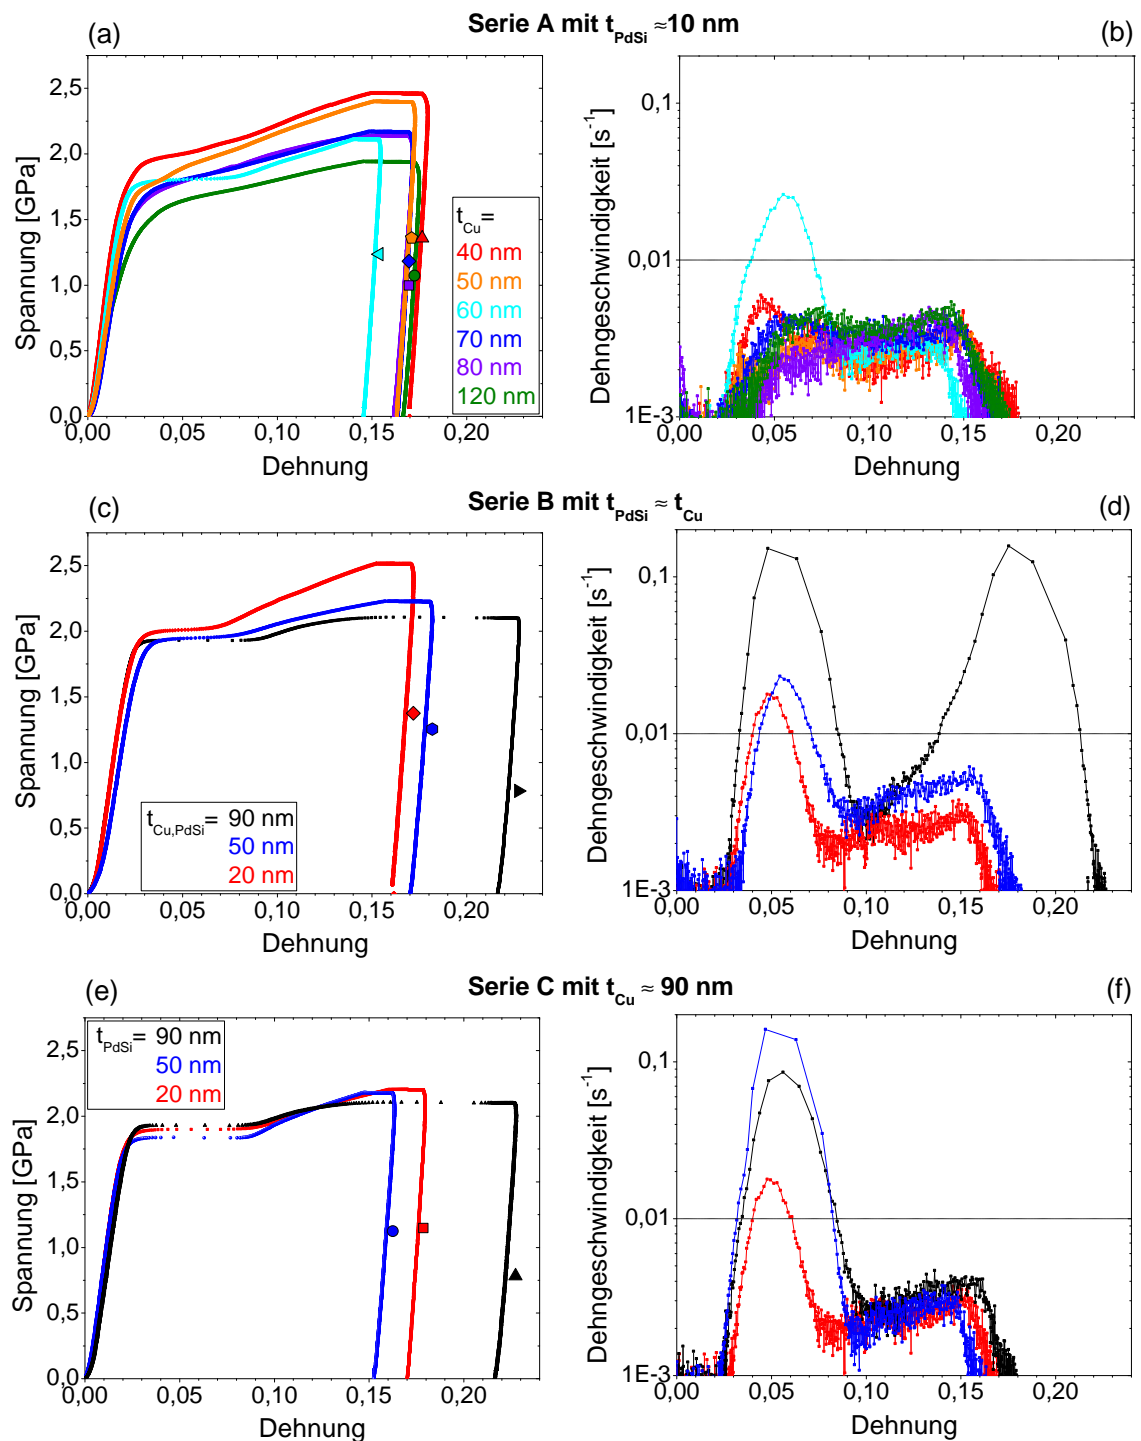 Serie A mit tPdSi ≈10 nm
(a)
(b)
2,5
2,0
1,5
1,0
0,5
0,0
Spannung [GPa]
tCu=
40 nm
50 nm
60 nm
70 nm
80 nm
120 nm
0,00 0,05 0,10 0,15 0,20
Dehnung
0,1
0,01
1E-3
Dehngeschwindigkeit [s-1]
0,00 0,05 0,10 0,15 0,20
Dehnung
Serie B mit tPdSi ≈ tCu
(c)
(d)
2,5
2,0
1,5
1,0
0,5
0,0
Spannung [GPa]
tCu,PdSi= 90 nm
50 nm
20 nm
0,00 0,05 0,10 0,15 0,20
Dehnung
0,1
0,01
1E-3
Dehngeschwindigkeit [s-1]
0,00 0,05 0,10 0,15 0,20
Dehnung
Serie C mit tCu ≈ 90 nm
(e)
(f)
2,5
2,0
1,5
1,0
0,5
0,0
Spannung [GPa]
tPdSi= 90 nm
50 nm
20 nm
0,00 0,05 0,10 0,15 0,20
Dehnung
0,1
0,01
1E-3
Dehngeschwindigkeit [s-1]
0,00 0,05 0,10 0,15 0,20
Dehnung